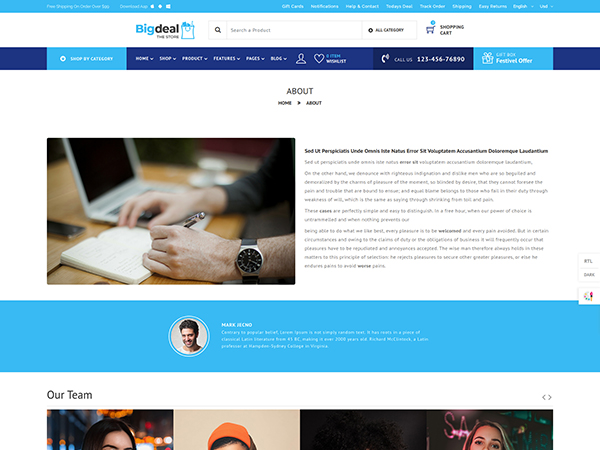 Free Shipping On Order Over $99
Download App
Gift Cards
Notifications
Help & Contact
Todays Deal
Track Order
Shipping
Easy Returns
English
Usd
Bigdeal
THE STORE
Search a Product
ALL CATEGORY
0
SHOPPING
CART
SHOP BY CATEGORY
HOME
SHOP
PRODUCT
FEATURES
PAGES
BLOG
0 ITEM
WISHLIST
CALL US 123-456-76890
GIFT BOX
Festivel Offer
ABOUT
HOME > ABOUT
Sed Ut Perspiciatis Unde Omnis Iste Natus Error Sit Voluptatem Accusantium Doloremque Laudantium
Sed ut perspiciatis unde omnis iste natus error sit voluptatem accusantium doloremque laudantium,
On the other hand, we denounce with righteous indignation and dislike men who are so beguiled and
demoralized by the charms of pleasure of the moment, so blinded by desire, that they cannot foresee the
pain and trouble that are bound to ensue; and equal blame belongs to those who fail in their duty through
weakness of will, which is the same as saying through shrinking from toil and pain.
These cases are perfectly simple and easy to distinguish. In a free hour, when our power of choice is
untrammelled and when nothing prevents our
being able to do what we like best, every pleasure is to be welcomed and every pain avoided. But in certain
circumstances and owing to the claims of duty or the obligations of business it will frequently occur that
pleasures have to be repudiated and annoyances accepted. The wise man therefore always holds in these
matters to this principle of selection: he rejects pleasures to secure other greater pleasures, or else he
endures pains to avoid worse pains.
RTL
DARK
MARK JECNO
Contrary to popular belief, Lorem Ipsum is not simply random text. It has roots in a piece of
classical Latin literature from 45 BC, making it over 2000 years old. Richard McClintock, a Latin
professor at Hampden-Sydney College in Virginia.
Our Team